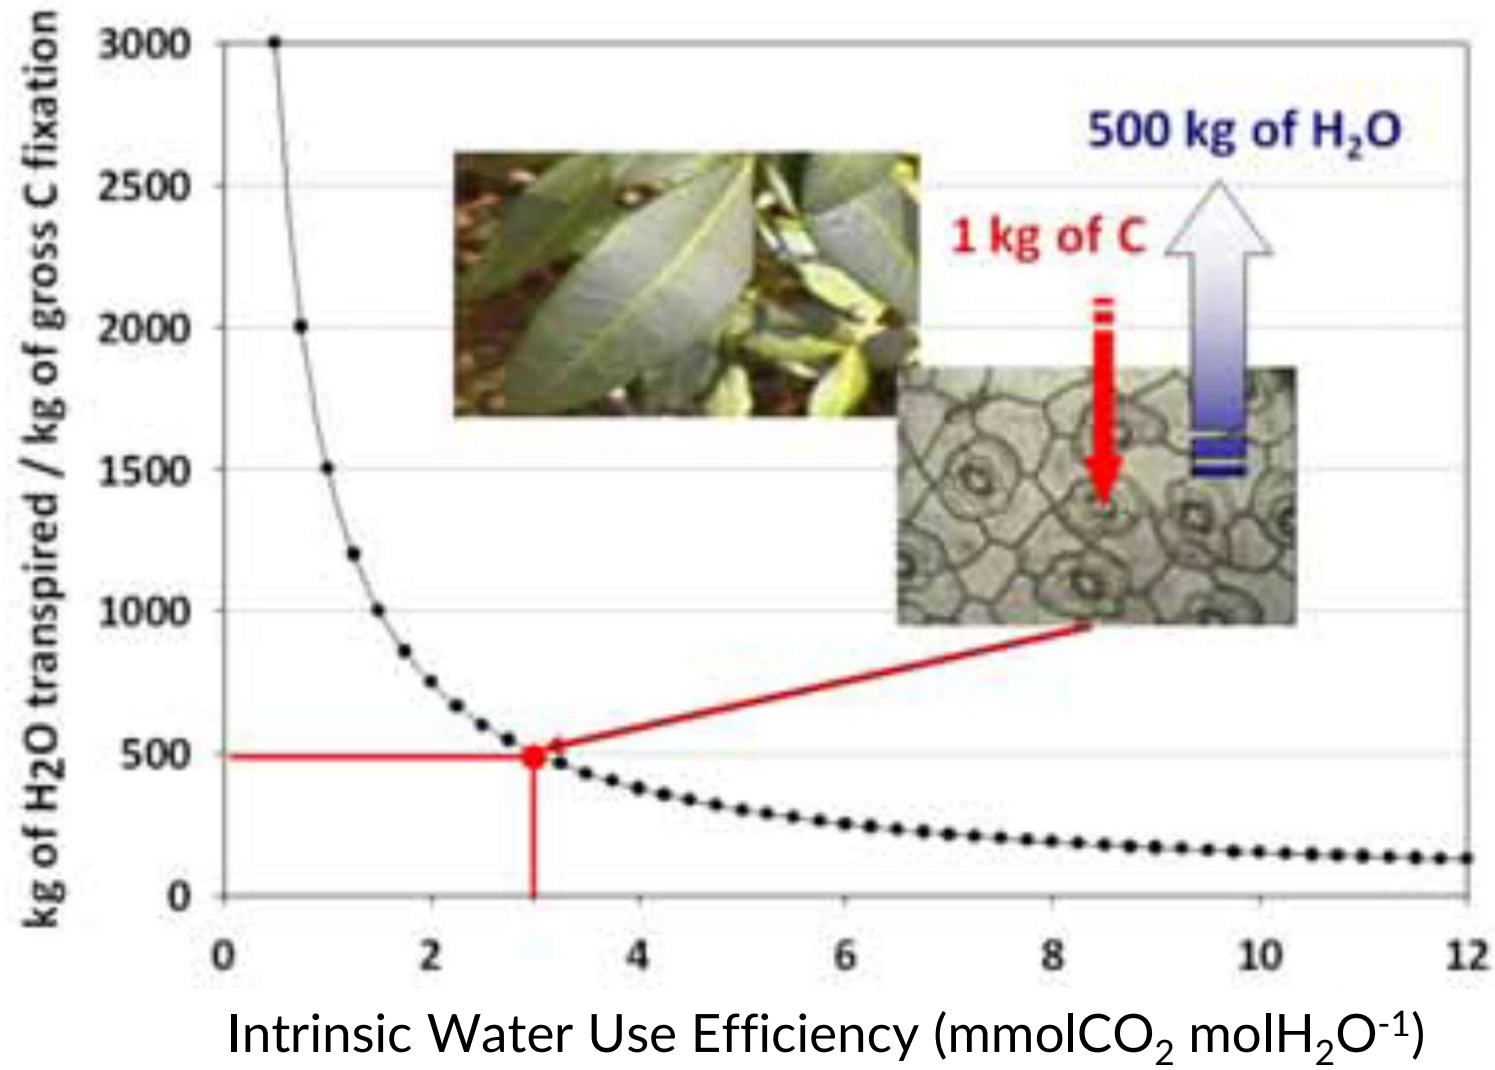 kg of H2O transpired / kg of gross C fixation
3000
2500
2000
1500
1000
500
0
500 kg of H₂O
1 kg of C
0 2 4 6 8 10 12
Intrinsic Water Use Efficiency (mmolCO₂ molH₂O⁻¹)